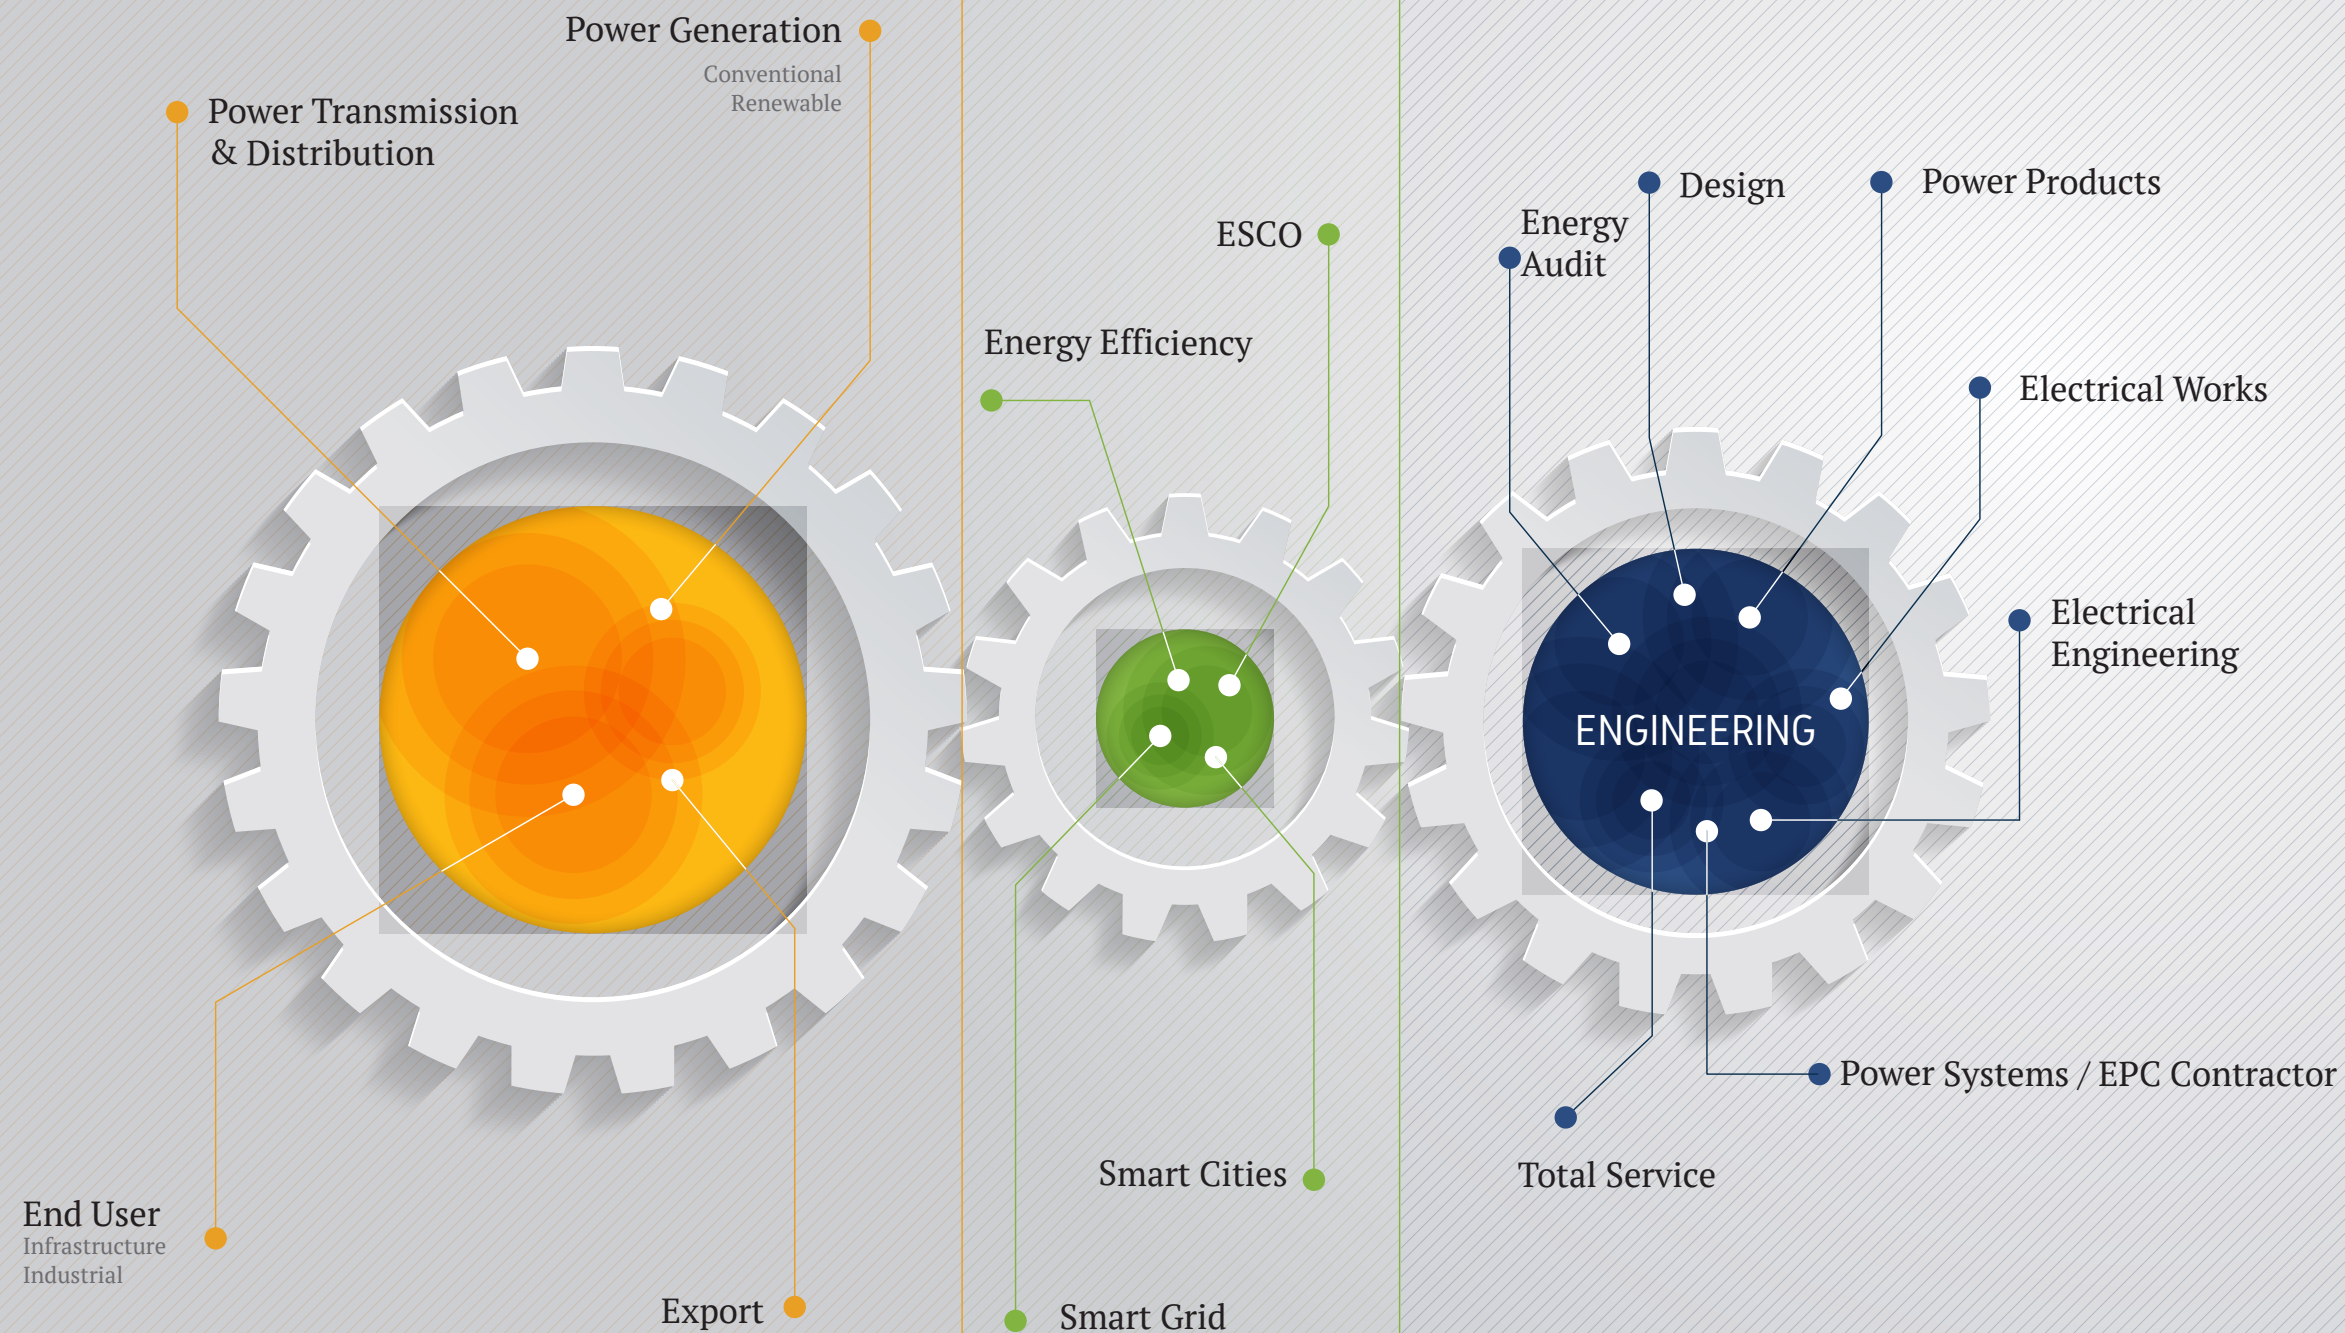 Power Generation
Conventional
Renewable
Power Transmission
& Distribution
End User
Infrastructure
Industrial
Export
ESCO
Energy Efficiency
Smart Cities
Smart Grid
Energy
Audit
Design
Power Products
Electrical Works
Electrical
Engineering
ENGINEERING
Power Systems / EPC Contractor
Total Service